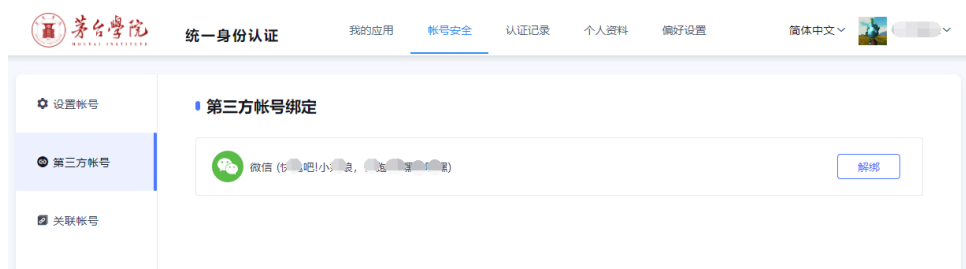 茅台學院
MOUTAI INSTITUTE
统一身份认证
我的应用 帐号安全 认证记录 个人资料 偏好设置
简体中文
设置帐号
第三方帐号
关联帐号
第三方帐号绑定
微信 ( 吧!小 , )
解绑